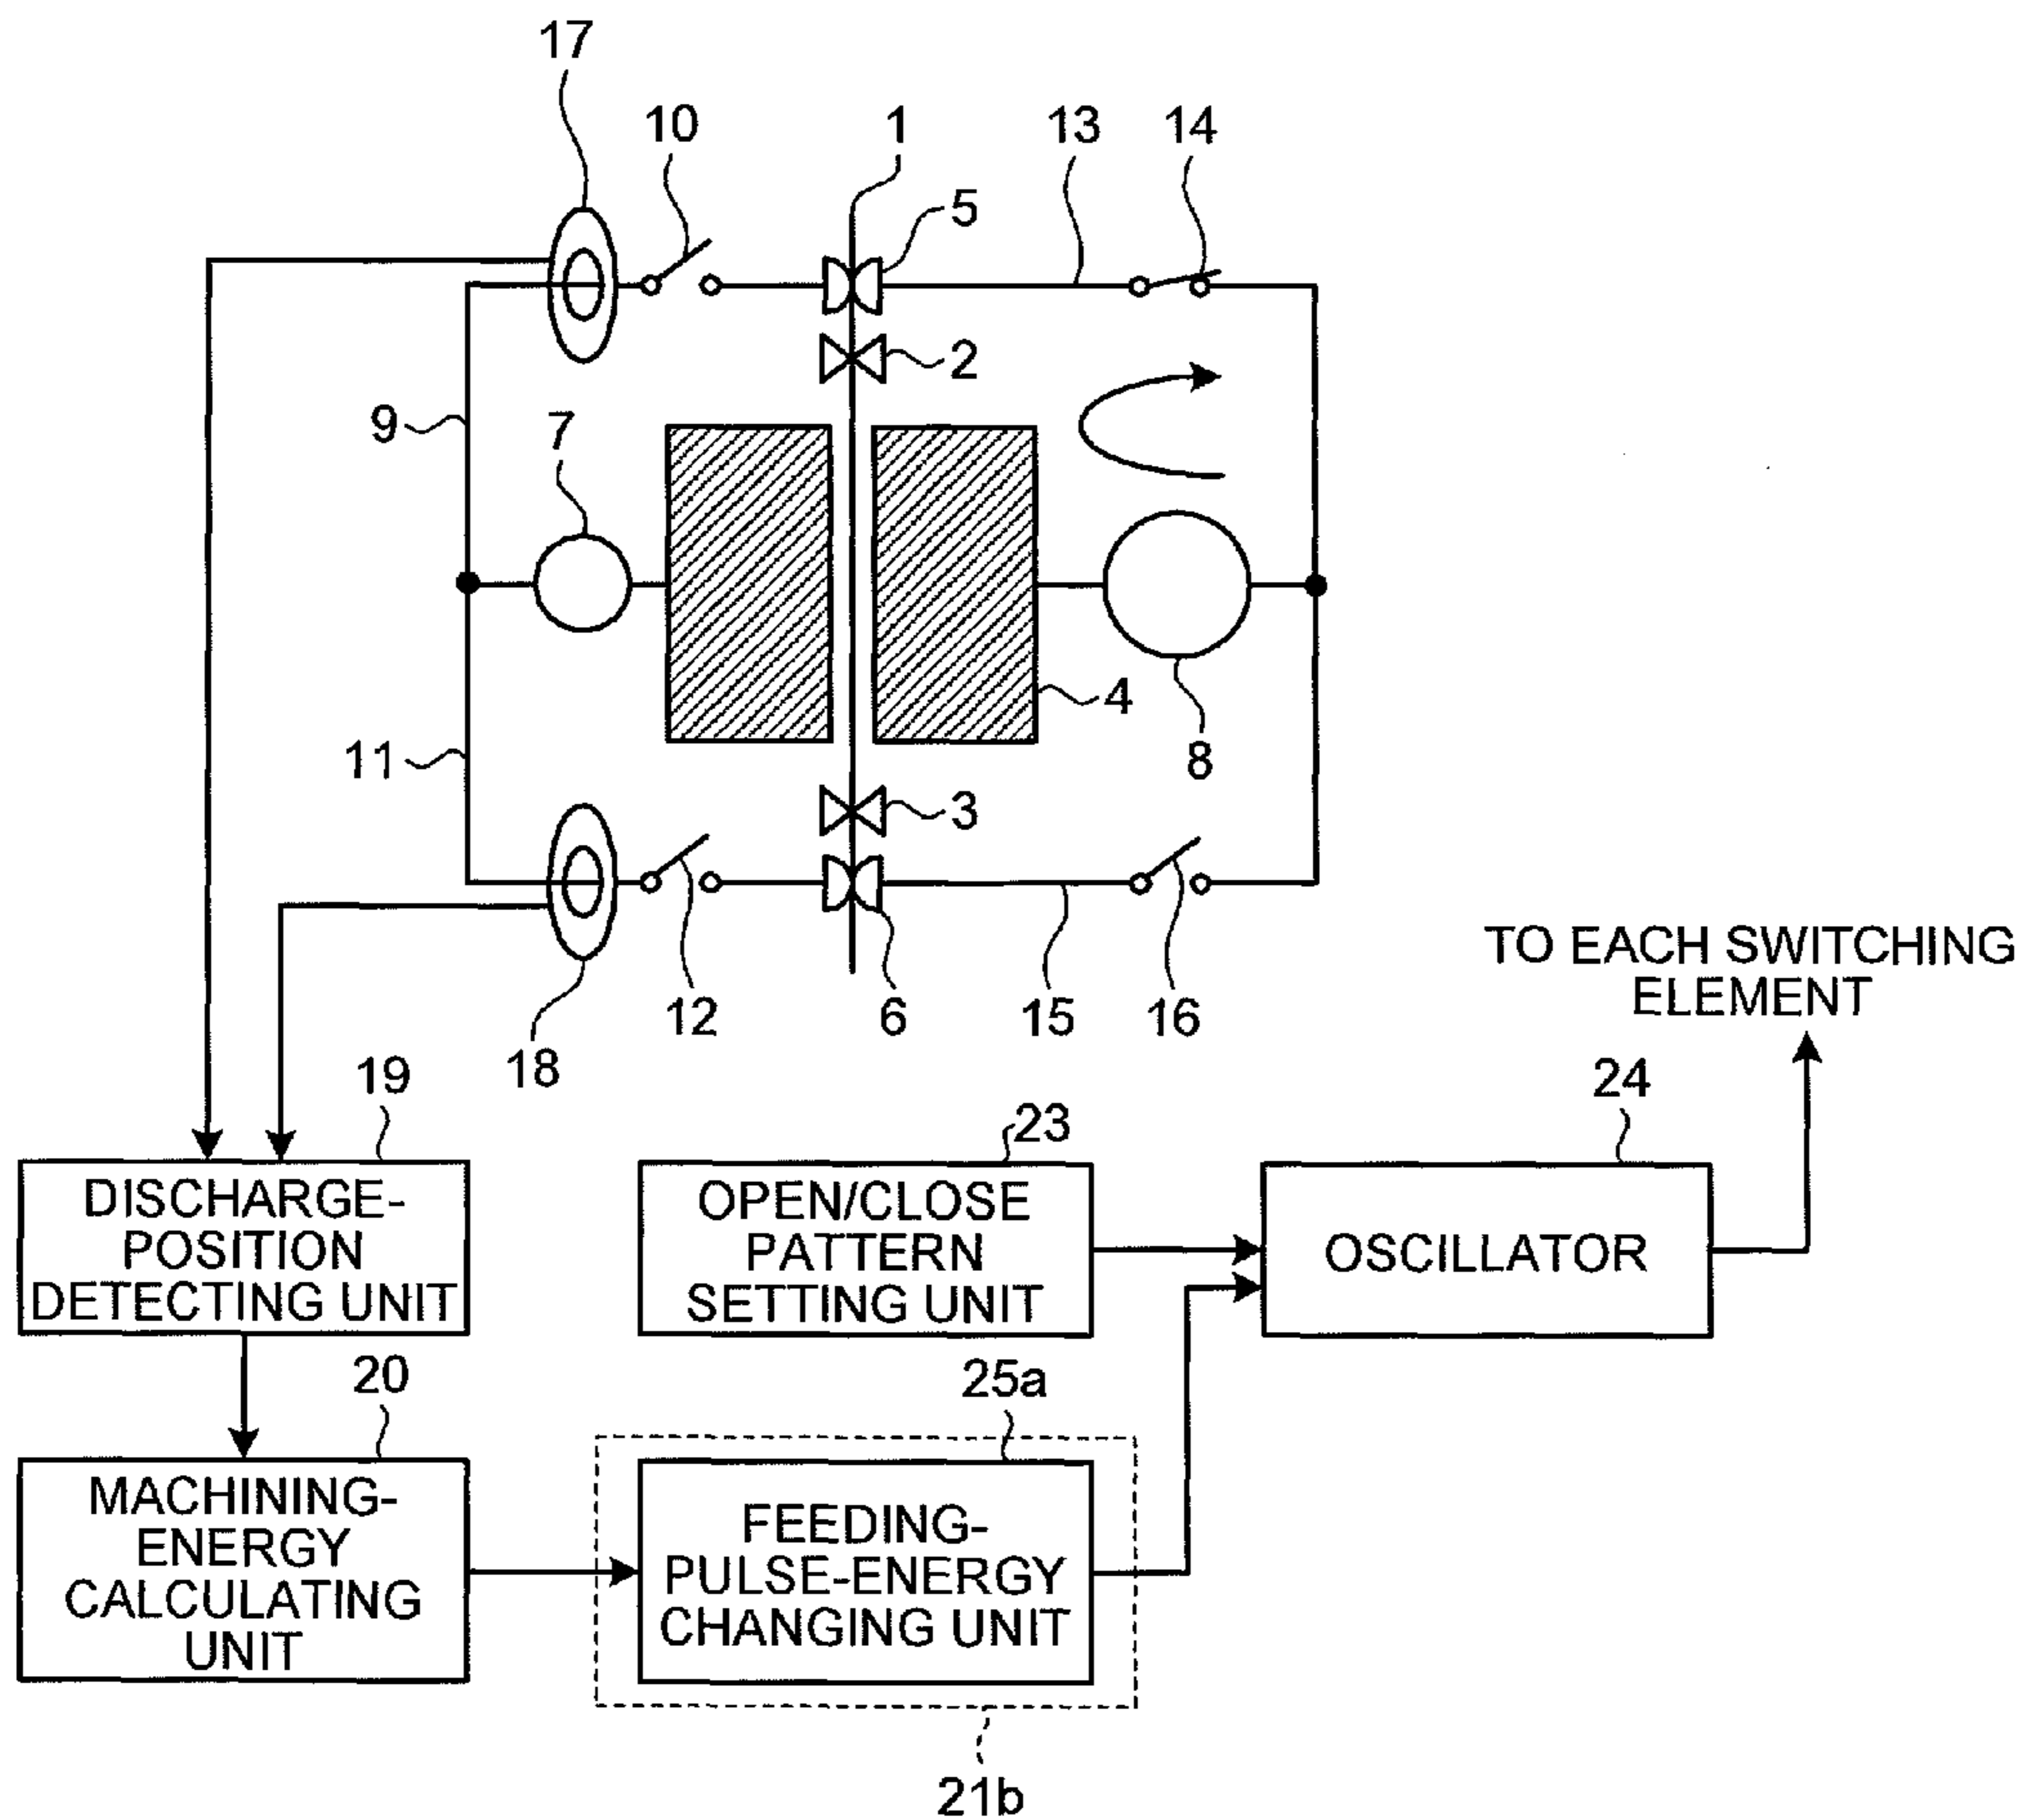 17
10
1
13
14
5
2
9
7
4
11
8
3
12
6
15
16
18
TO EACH SWITCHING
ELEMENT
19
23
24
DISCHARGE-
POSITION
DETECTING UNIT
OPEN/CLOSE
PATTERN
SETTING UNIT
OSCILLATOR
20
25a
MACHINING-
ENERGY
CALCULATING
UNIT
FEEDING-
PULSE-ENERGY
CHANGING UNIT
21b